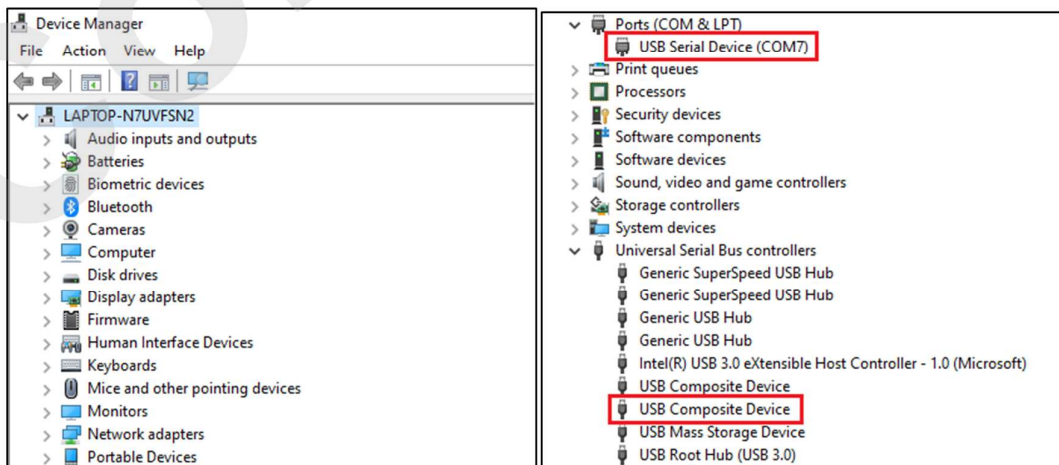 Device Manager
File Action View Help
LAPTOP-N7UVFSN2
Audio inputs and outputs
Batteries
Biometric devices
Bluetooth
Cameras
Computer
Disk drives
Display adapters
Firmware
Human Interface Devices
Keyboards
Mice and other pointing devices
Monitors
Network adapters
Portable Devices
Ports (COM & LPT)
USB Serial Device (COM7)
Print queues
Processors
Security devices
Software components
Software devices
Sound, video and game controllers
Storage controllers
System devices
Universal Serial Bus controllers
Generic SuperSpeed USB Hub
Generic SuperSpeed USB Hub
Generic USB Hub
Generic USB Hub
Intel(R) USB 3.0 eXtensible Host Controller - 1.0 (Microsoft)
USB Composite Device
USB Composite Device
USB Mass Storage Device
USB Root Hub (USB 3.0)